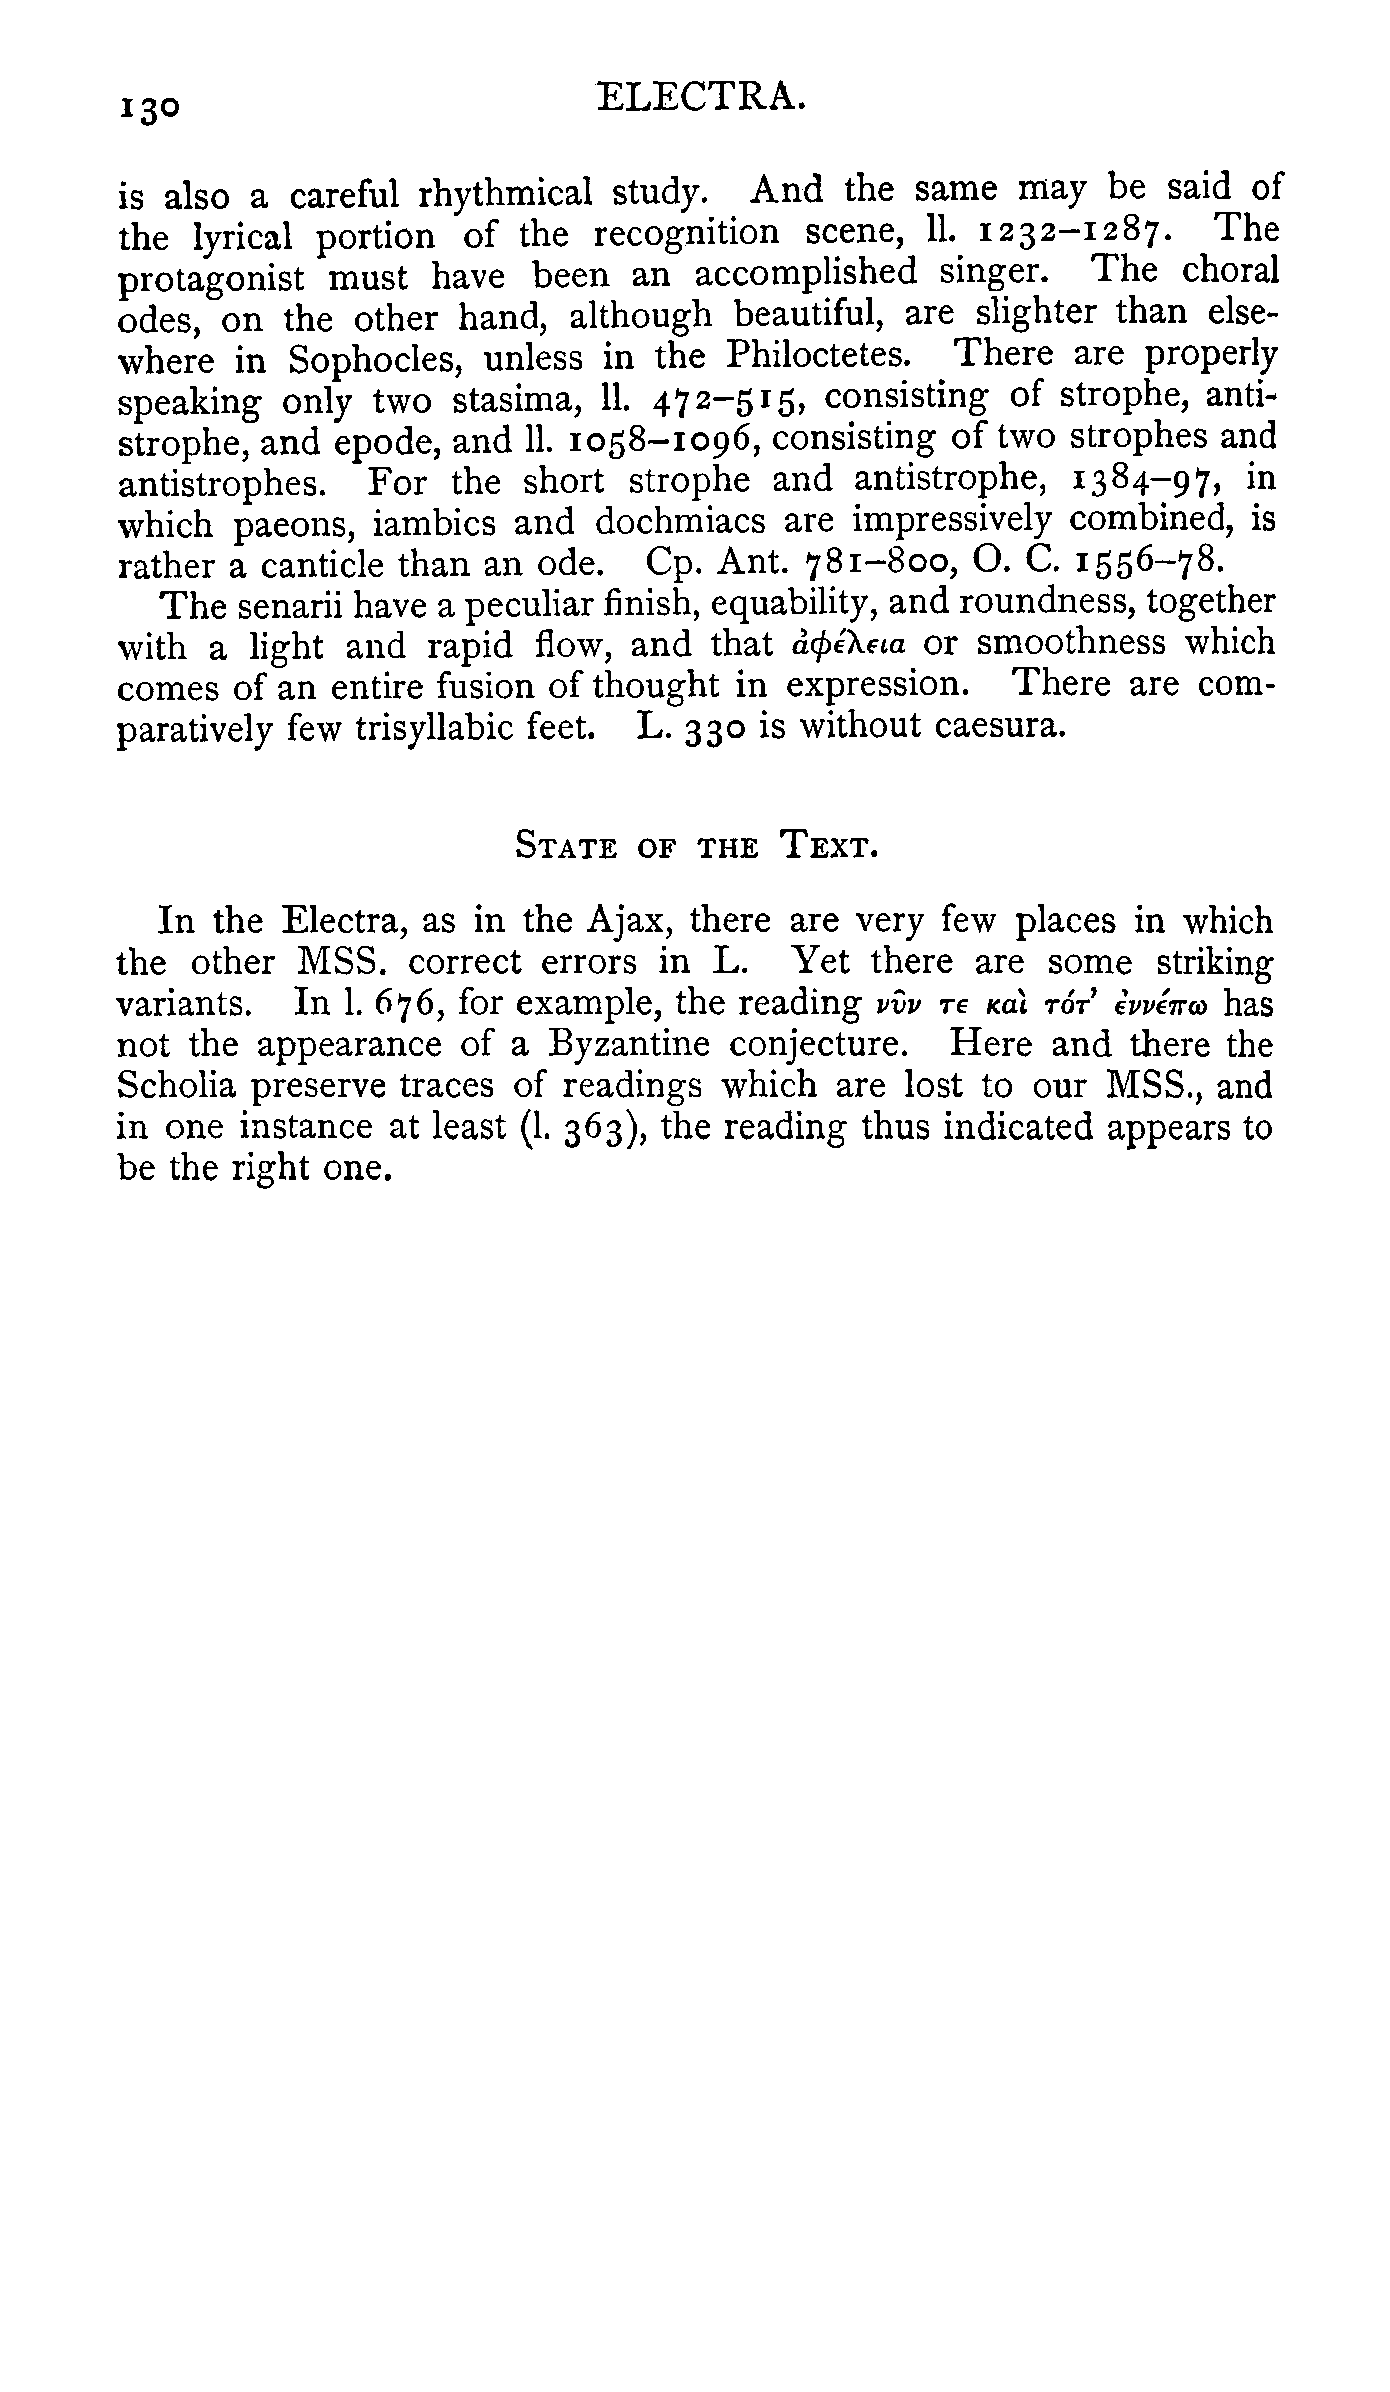 130 ELECTRA.
is also a careful rhythmical study. And the same may be said of
the lyrical portion of the recognition scene, ll. 1232–1287. The
protagonist must have been an accomplished singer. The choral
odes, on the other hand, although beautiful, are slighter than else-
where in Sophocles, unless in the Philoctetes. There are properly
speaking only two stasima, ll. 472–515, consisting of strophe, anti-
strophe, and epode, and ll. 1058–1096, consisting of two strophes and
antistrophes. For the short strophe and antistrophe, 1384–97, in
which paeons, iambics and dochmiacs are impressively combined, is
rather a canticle than an ode. Cp. Ant. 781–800, O. C. 1556–78.
The senarii have a peculiar finish, equability, and roundness, together
with a light and rapid flow, and that ἀφέλεια or smoothness which
comes of an entire fusion of thought in expression. There are com-
paratively few trisyllabic feet. L. 330 is without caesura.
STATE OF THE TEXT.
In the Electra, as in the Ajax, there are very few places in which
the other MSS. correct errors in L. Yet there are some striking
variants. In l. 676, for example, the reading νῦν τε καὶ τότ’ ἐννέπω has
not the appearance of a Byzantine conjecture. Here and there the
Scholia preserve traces of readings which are lost to our MSS., and
in one instance at least (l. 363), the reading thus indicated appears to
be the right one.